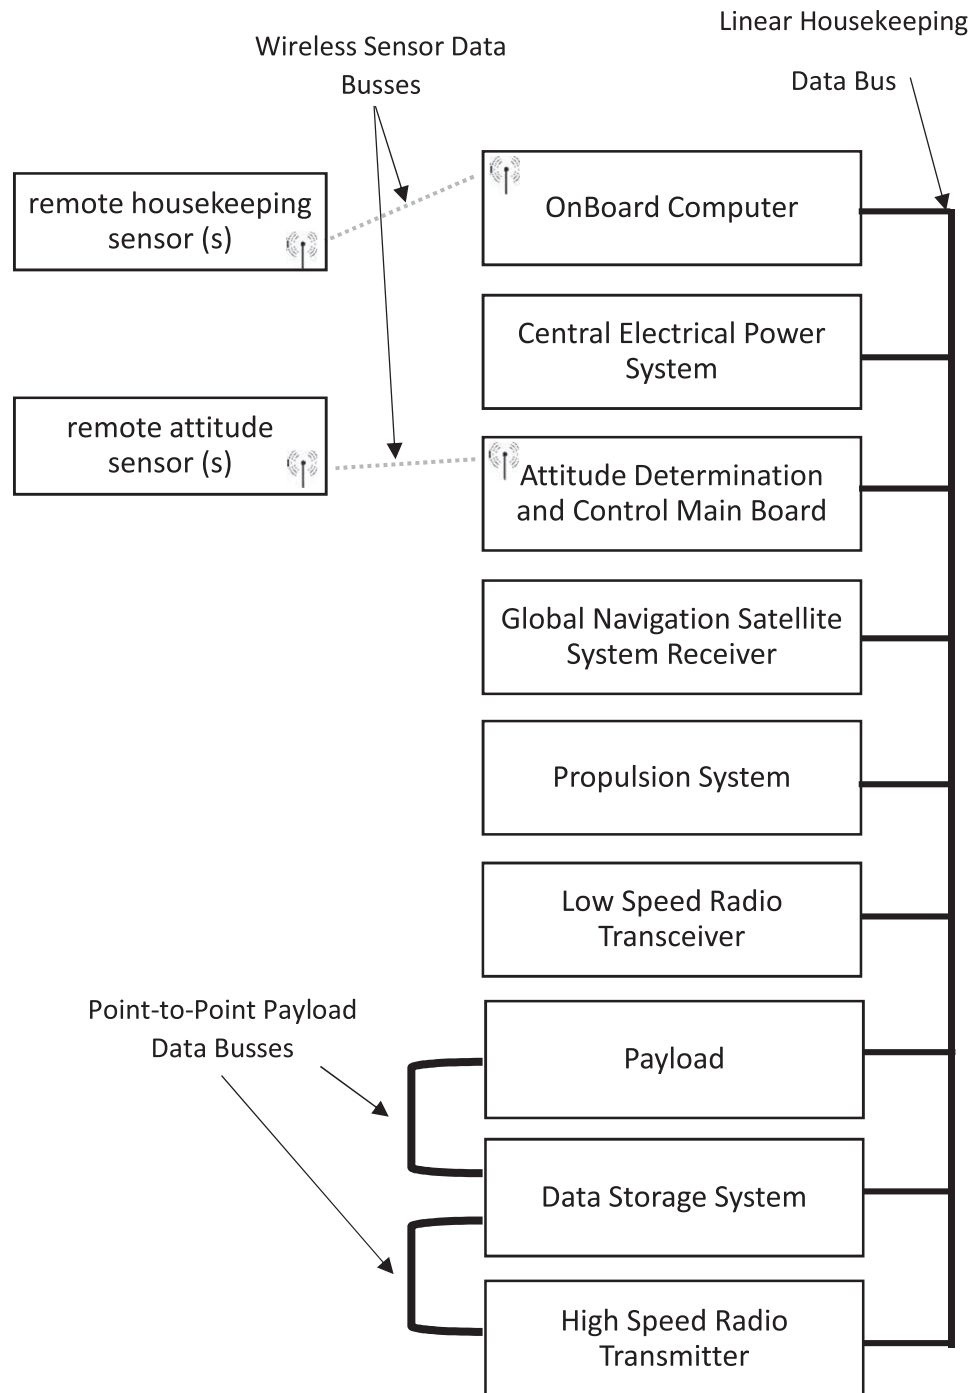 Linear Housekeeping
Data Bus
Wireless Sensor Data
Busses
remote housekeeping
sensor (s)
OnBoard Computer
Central Electrical Power
System
remote attitude
sensor (s)
Attitude Determination
and Control Main Board
Global Navigation Satellite
System Receiver
Propulsion System
Low Speed Radio
Transceiver
Point-to-Point Payload
Data Busses
Payload
Data Storage System
High Speed Radio
Transmitter